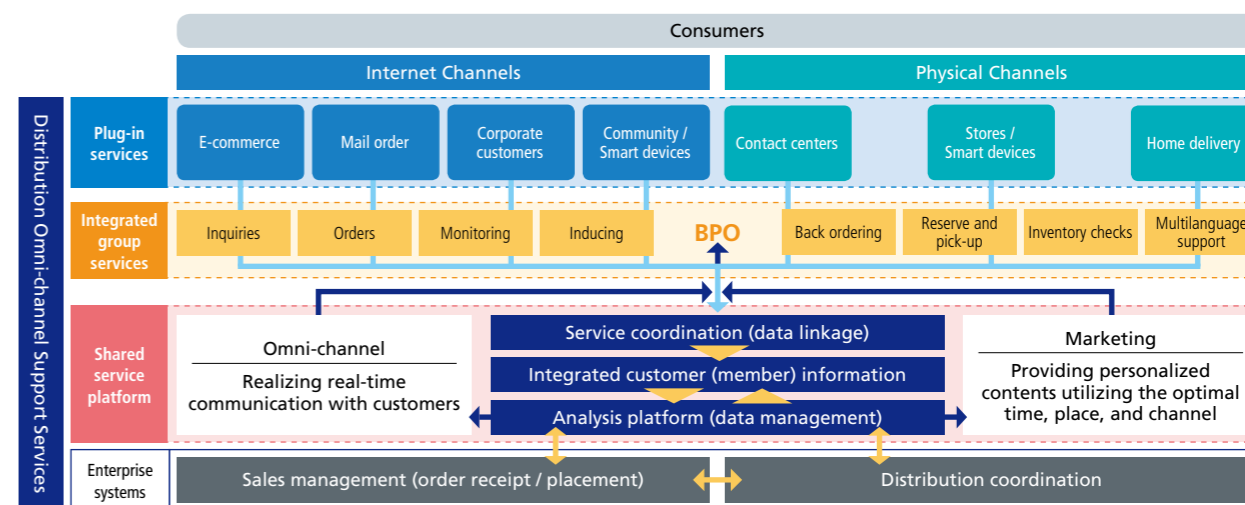 Consumers
Internet Channels
Physical Channels
Distribution Omni-channel Support Services
Plug-in
services
E-commerce
Mail order
Corporate
customers
Community /
Smart devices
Contact centers
Stores /
Smart devices
Home delivery
Integrated
group
services
Inquiries
Orders
Monitoring
Inducing
BPO
Back ordering
Reserve and
pick-up
Inventory checks
Multilanguage
support
Shared
service
platform
Omni-channel
Realizing real-time
communication with customers
Service coordination (data linkage)
Integrated customer (member) information
Analysis platform (data management)
Marketing
Providing personalized
contents utilizing the optimal
time, place, and channel
Enterprise
systems
Sales management (order receipt / placement)
Distribution coordination